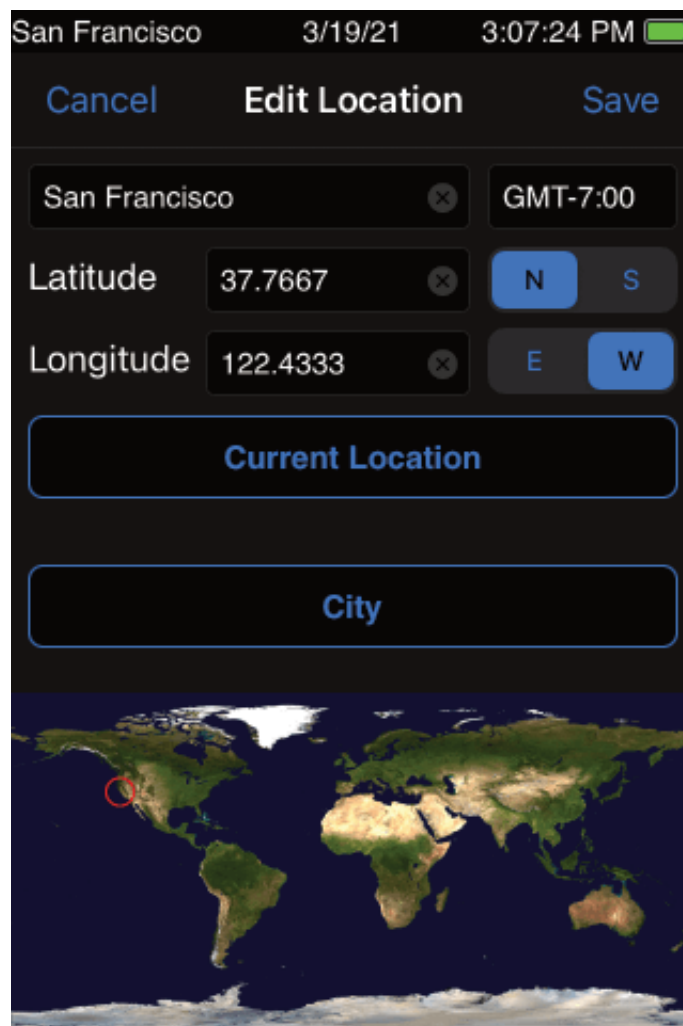 San Francisco 3/19/21 3:07:24 PM
Cancel Edit Location Save
San Francisco GMT-7:00
Latitude 37.7667 N S
Longitude 122.4333 E W
Current Location
City